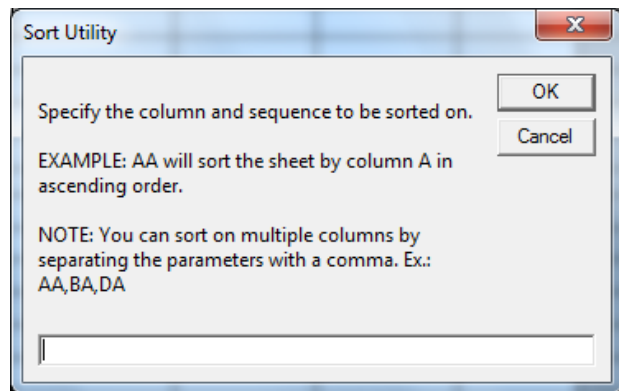 Sort Utility
OK
Specify the column and sequence to be sorted on.
Cancel
EXAMPLE: AA will sort the sheet by column A in
ascending order.
NOTE: You can sort on multiple columns by
separating the parameters with a comma. Ex.:
AA,BA,DA